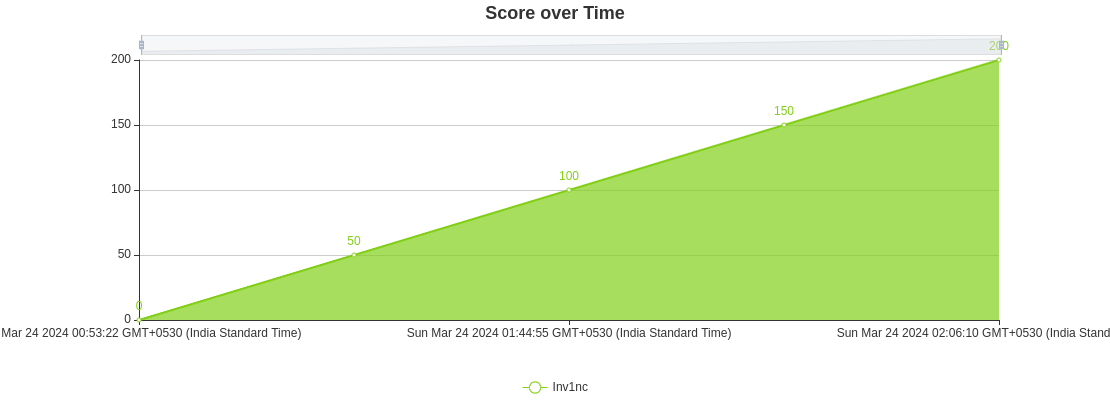 Score over Time
200
200
150
150
100
100
50
50
0
0
Mar 24 2024 00:53:22 GMT+0530 (India Standard Time)
Sun Mar 24 2024 01:44:55 GMT+0530 (India Standard Time)
Sun Mar 24 2024 02:06:10 GMT+0530 (India Stand
Inv1nc